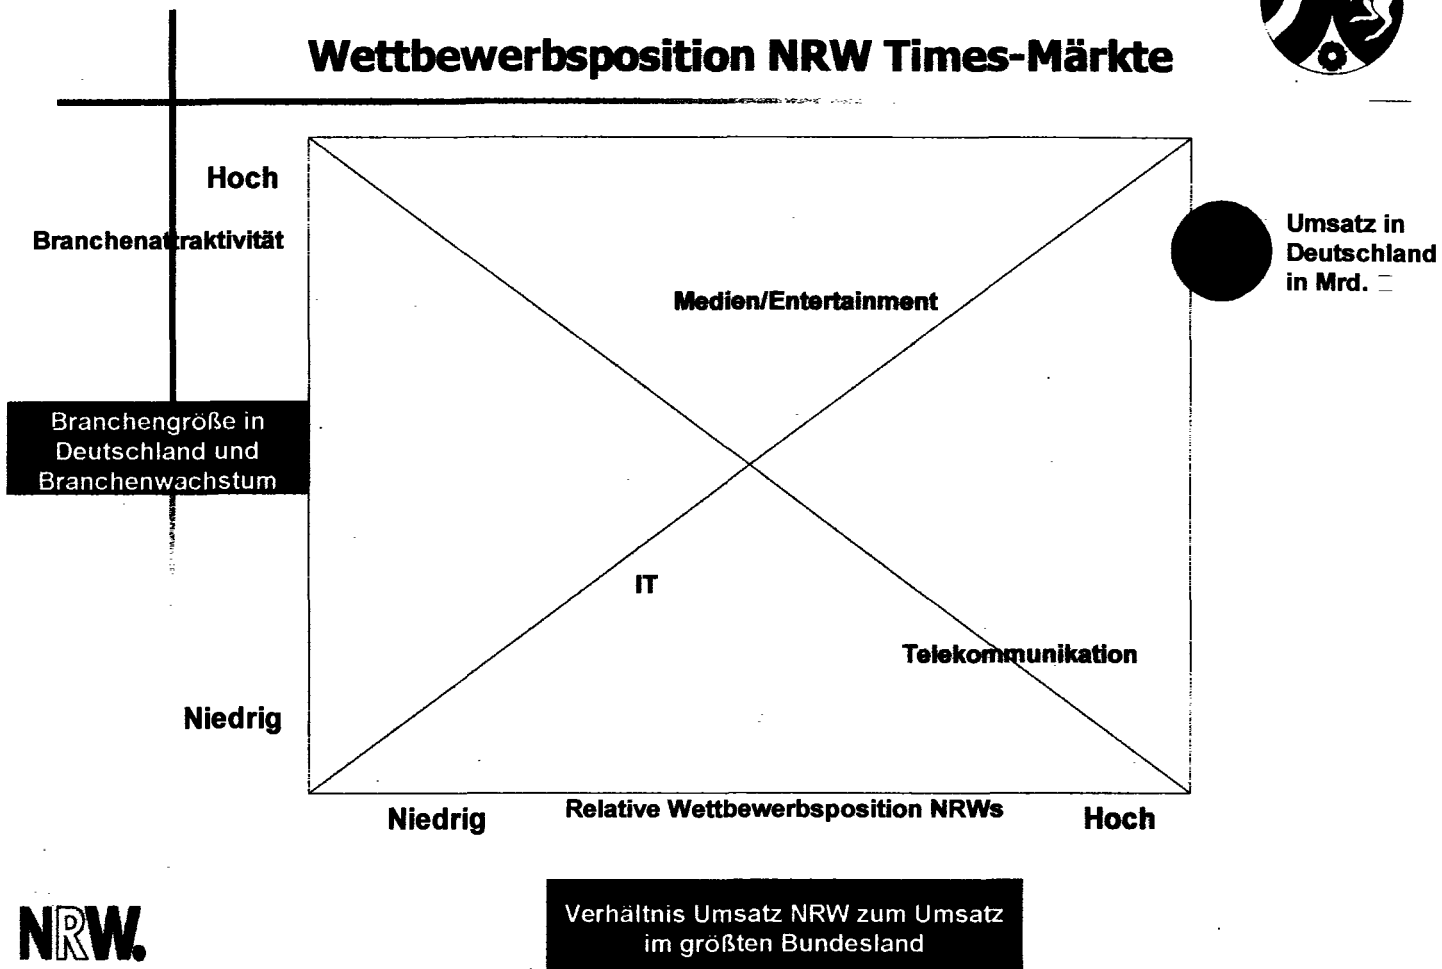 Wettbewerbsposition NRW Times-Märkte
Hoch
Branchenattraktivität
Umsatz in
Deutschland
in Mrd.
Medien/Entertainment
Branchengröße in
Deutschland und
Branchenwachstum
IT
Telekommunikation
Niedrig
Niedrig
Relative Wettbewerbsposition NRWs
Hoch
Verhältnis Umsatz NRW zum Umsatz
im größten Bundesland
NRW.